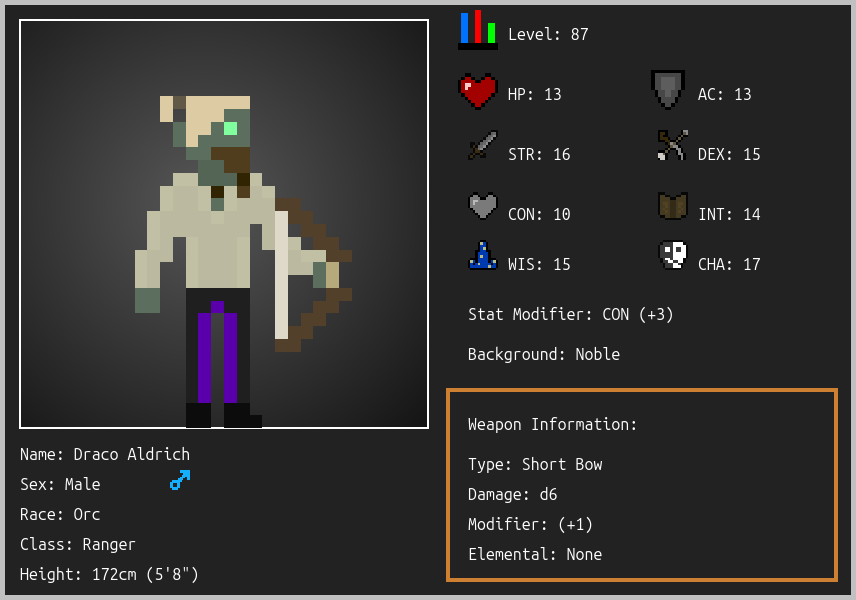 Level: 87
HP: 13
AC: 13
STR: 16
DEX: 15
CON: 10
INT: 14
WIS: 15
CHA: 17
Stat Modifier: CON (+3)
Background: Noble
Weapon Information:
Type: Short Bow
Damage: d6
Modifier: (+1)
Elemental: None
Name: Draco Aldrich
Sex: Male
Race: Orc
Class: Ranger
Height: 172cm (5'8")